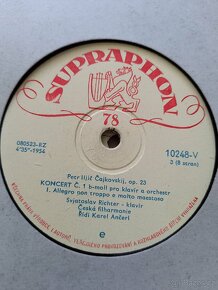 SUPRAPHON
78
080523-RZ
4'35"-1954
10248-V
3 (8 stran)
Petr Iljič Čajkovskij, op. 23
KONCERT Č. 1 b-moll pro klavír a orchestr
1. Allegro non troppo e molto maestoso
Svjatoslav Richter - klavír
Česká filharmonie
Řídí Karel Ančerl
e